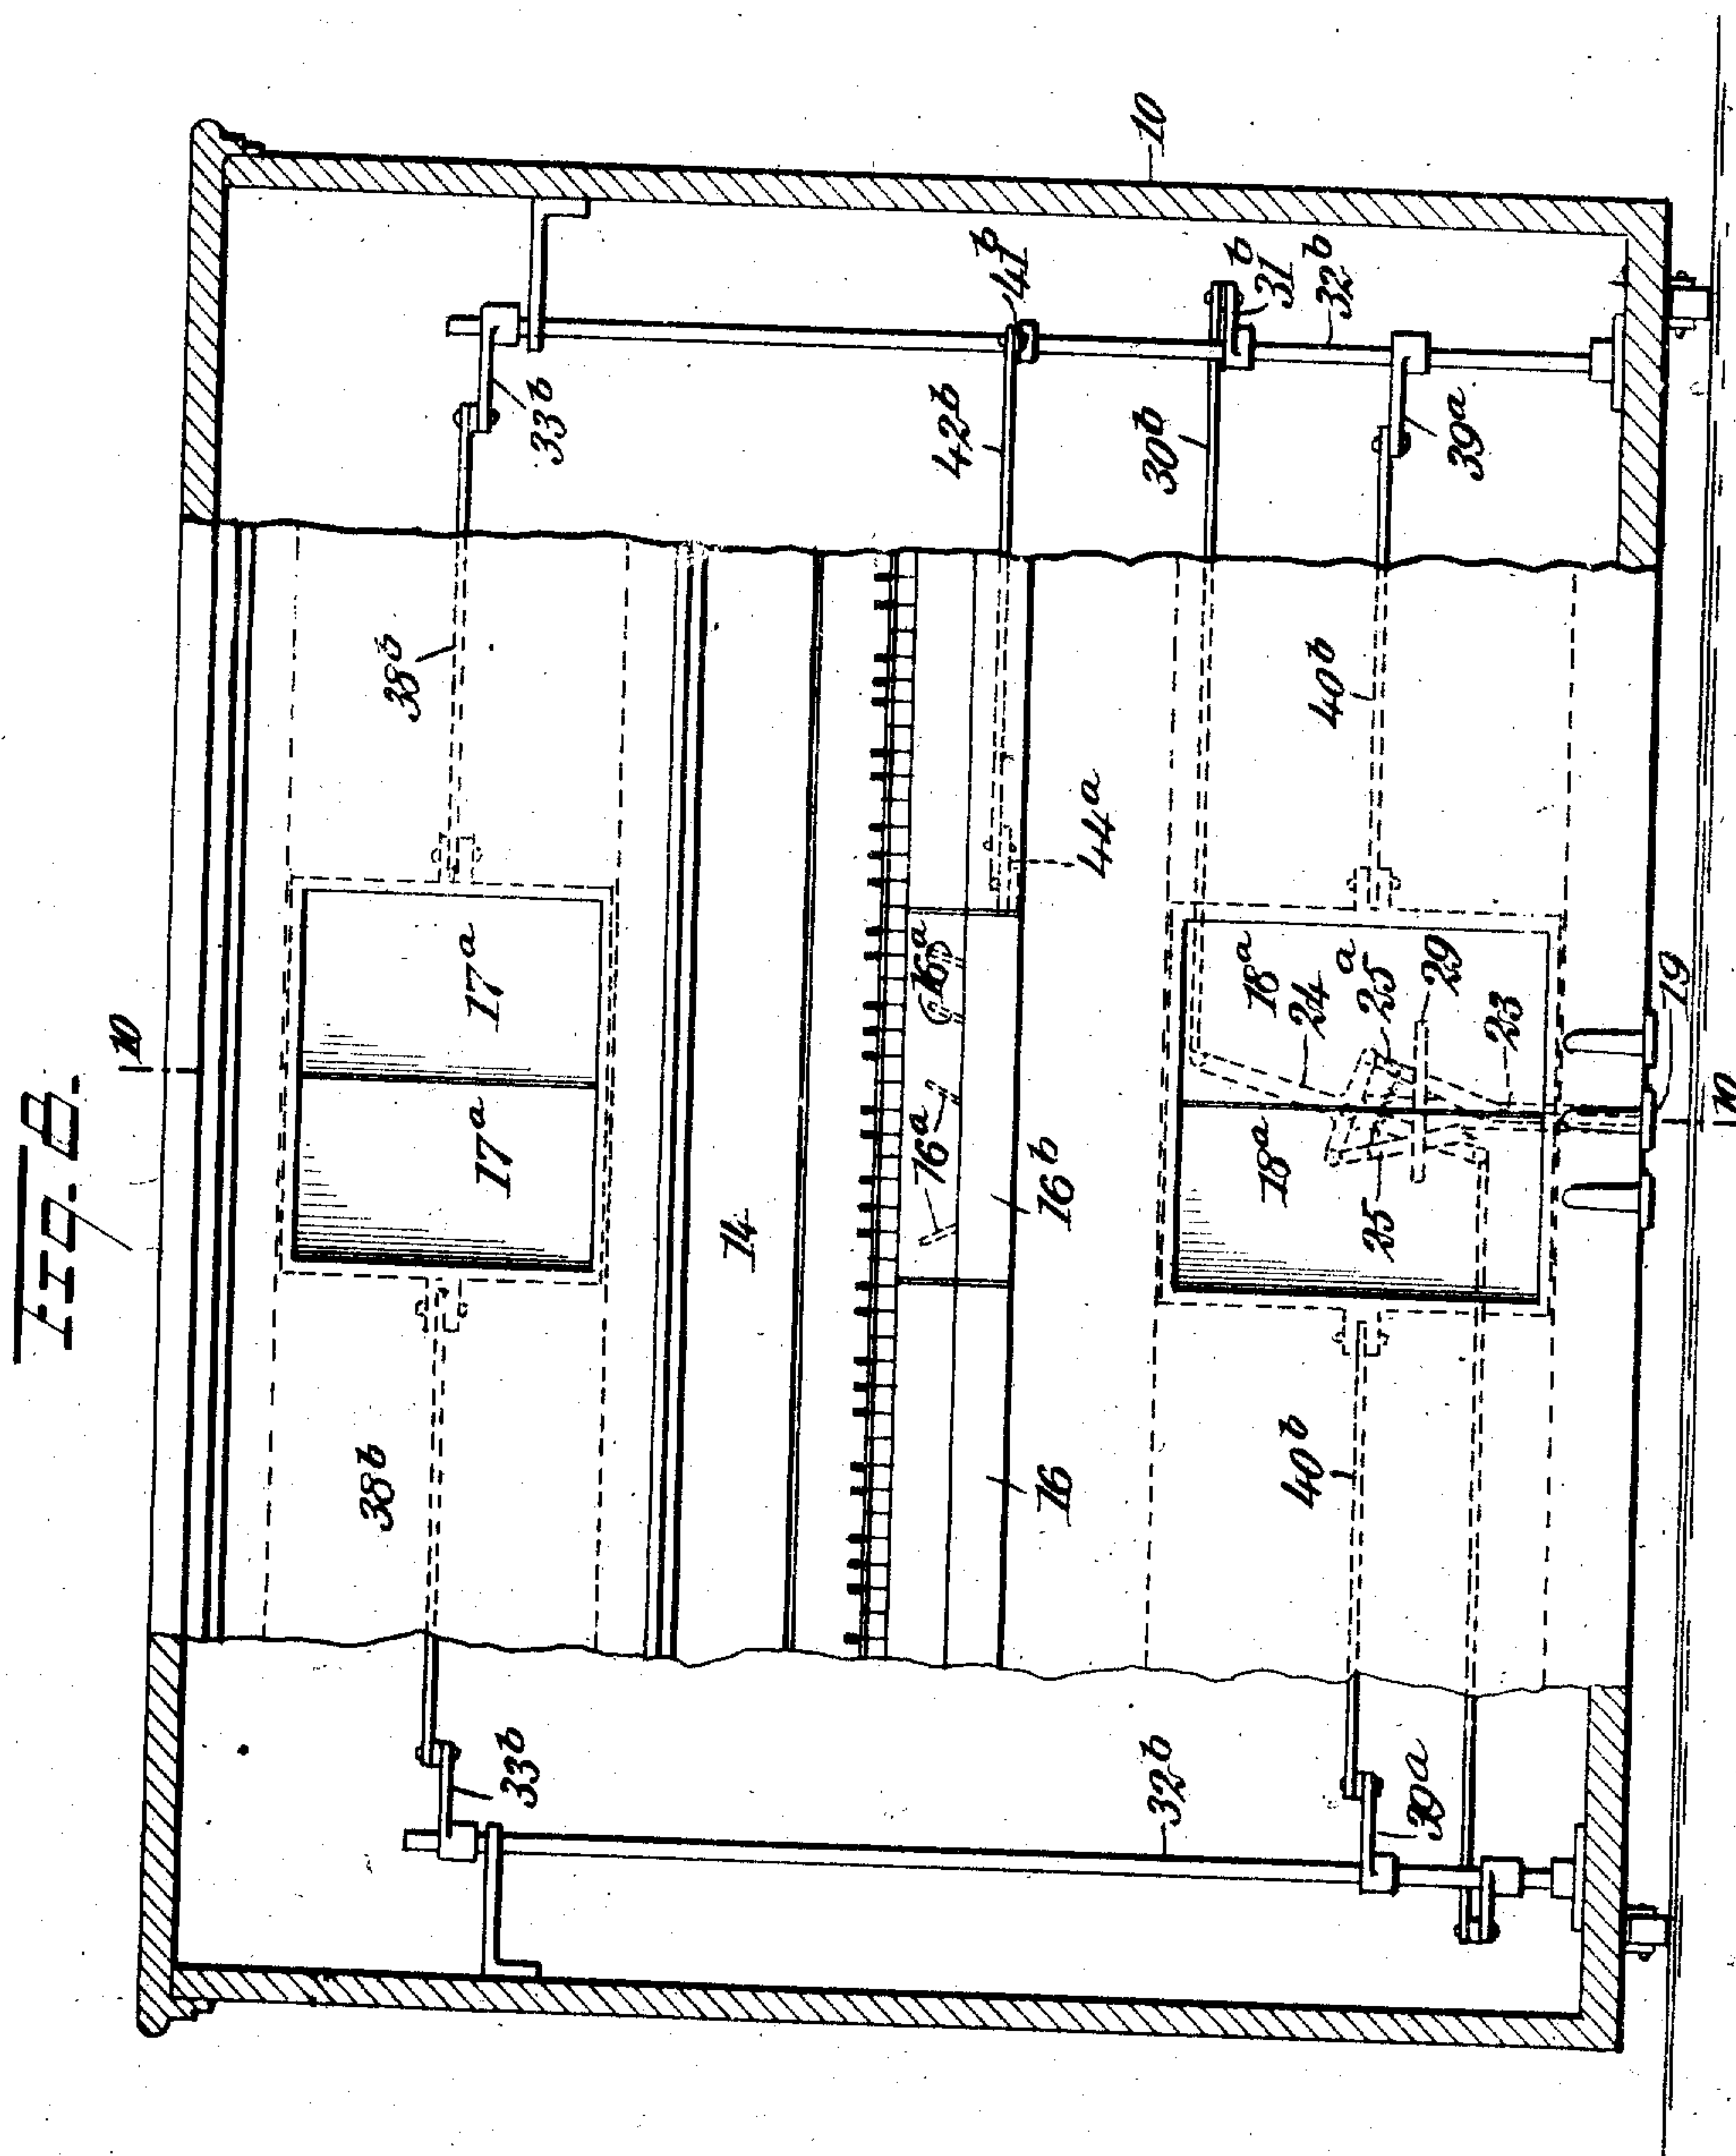 FIG. 8.
10
10
33ᵇ
38ᵇ
17ᵃ
17ᵃ
38ᵇ
33ᵇ
14
41ᵇ
42ᵇ
44ᵃ
16ᵃ
16ᵃ
16ᵇ
16
31ᵇ
32ᵇ
30ᵇ
39ᵃ
40ᵇ
18ᵃ
24
25ᵃ
29
23
18ᵃ
25
40ᵇ
32ᵇ
39ᵃ
19
10